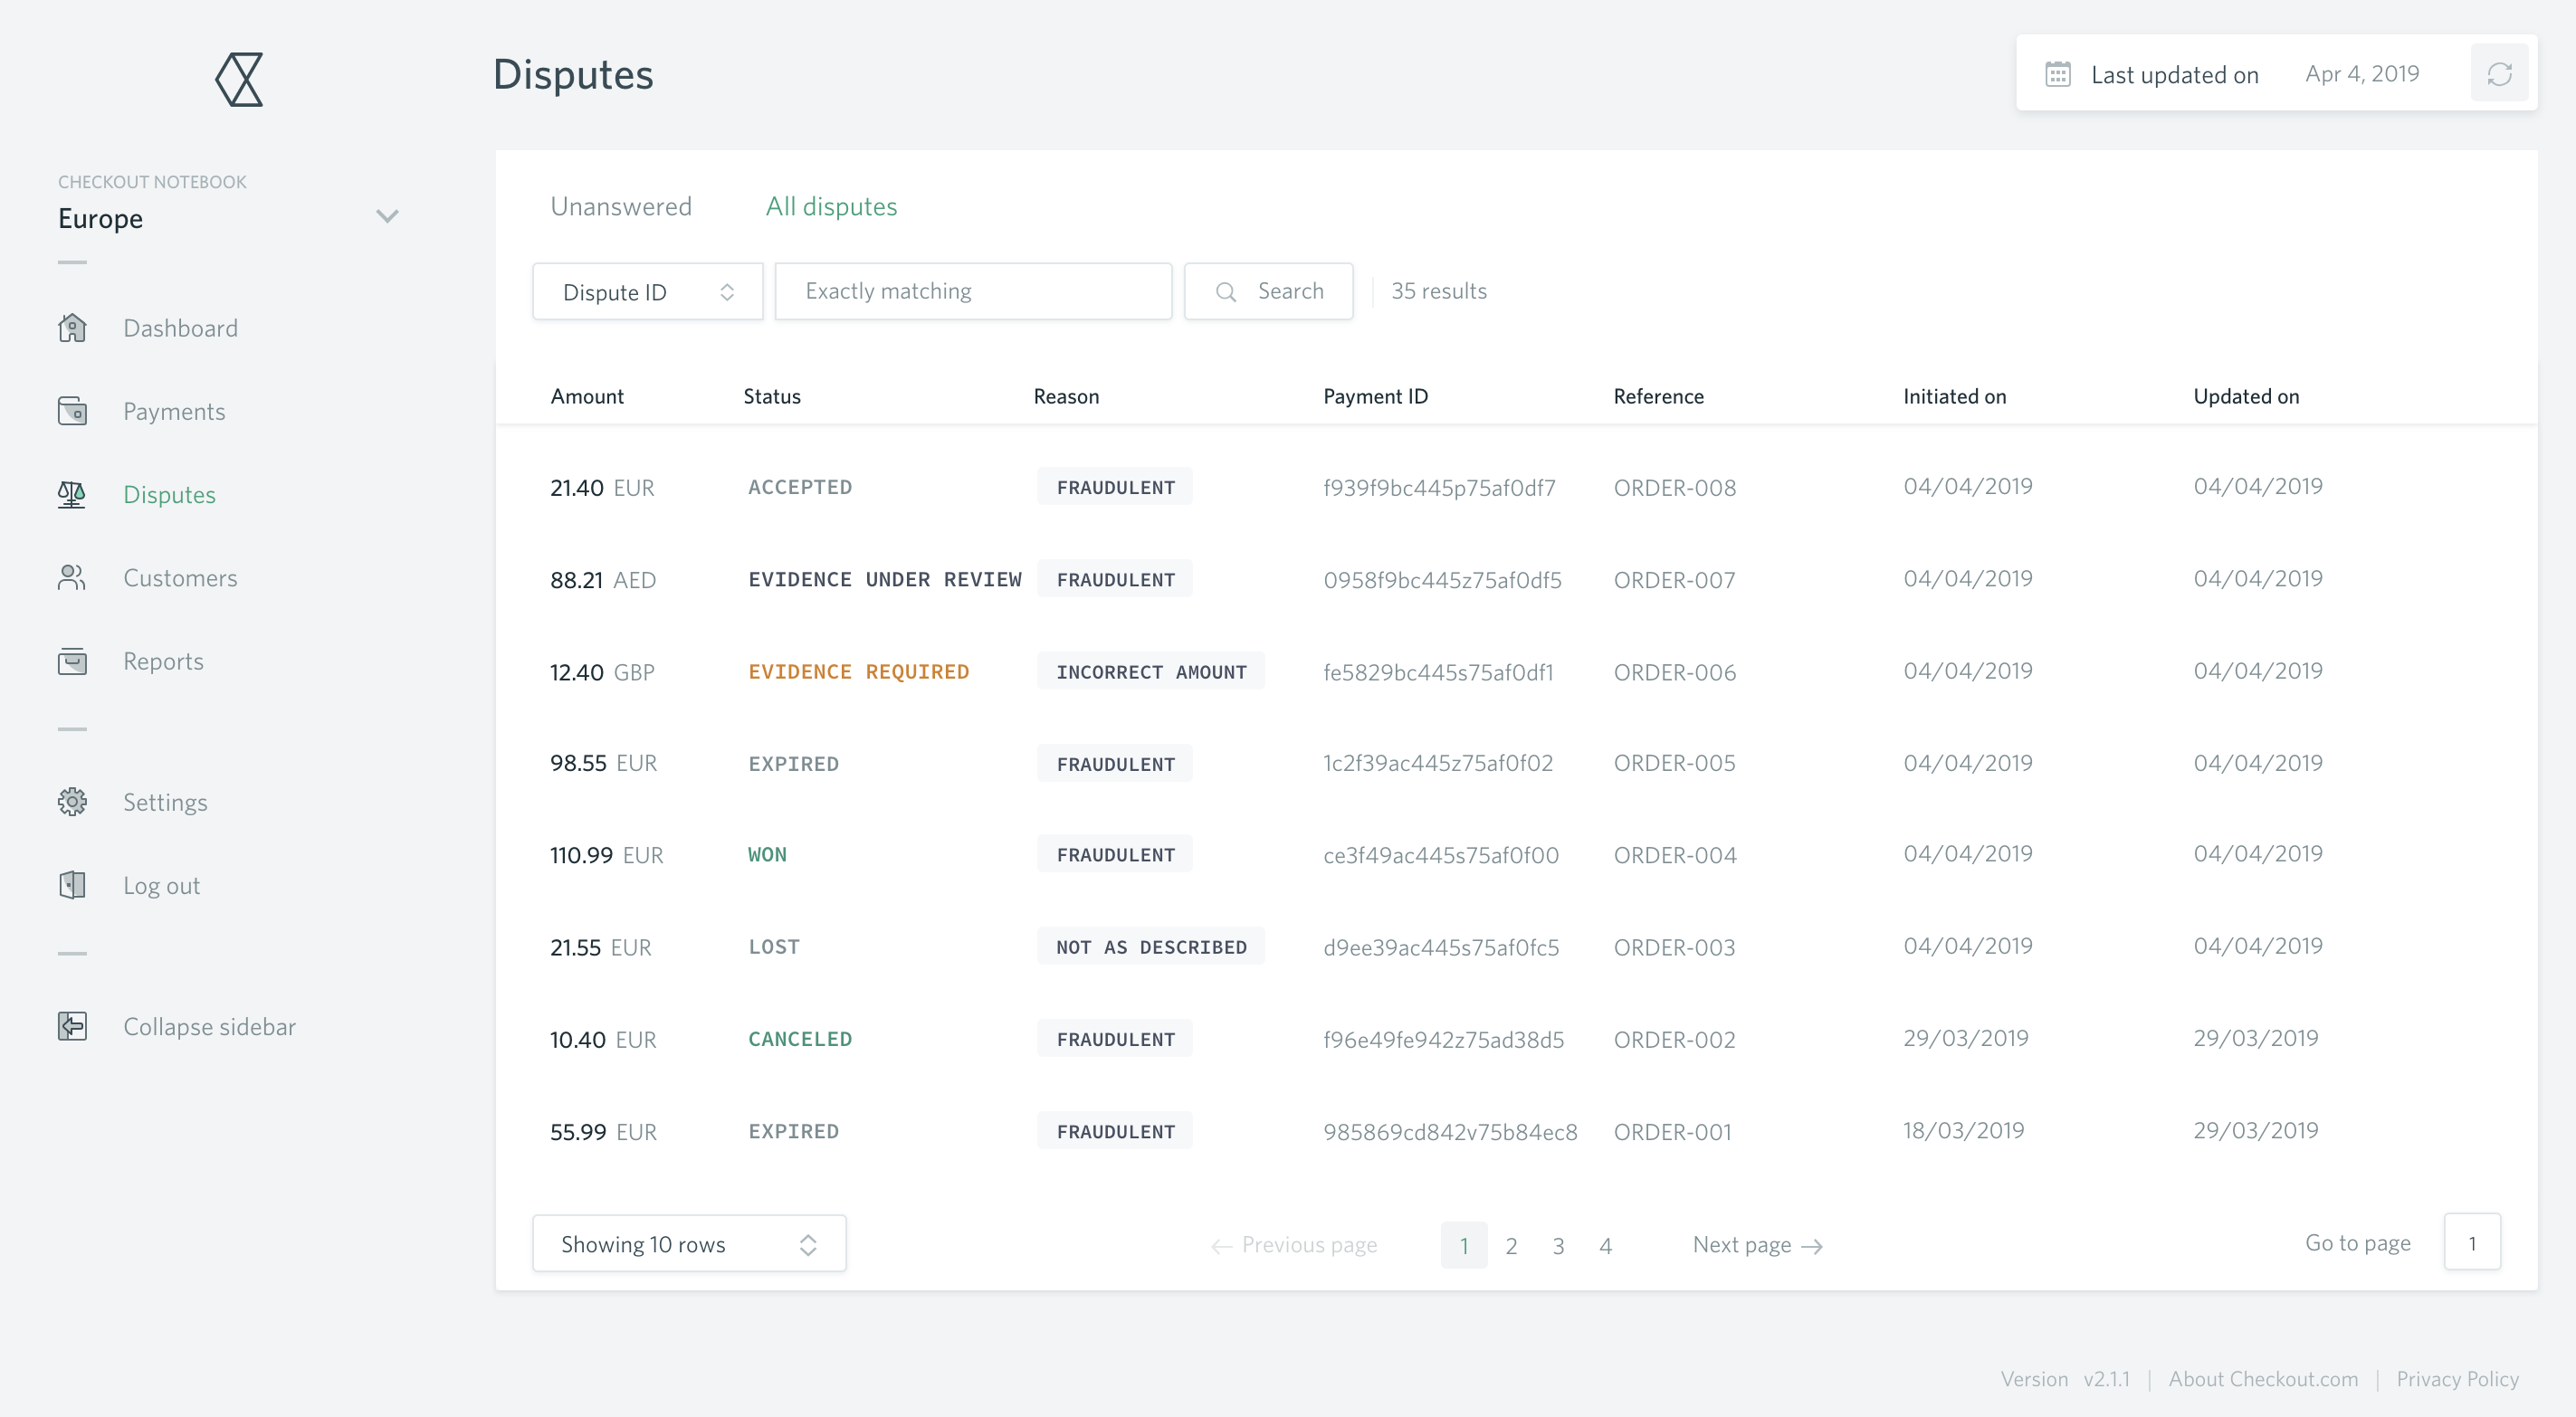 Disputes
Last updated on Apr 4, 2019
CHECKOUT NOTEBOOK
Europe
Dashboard
Payments
Disputes
Customers
Reports
Settings
Log out
Collapse sidebar
Unanswered All disputes
Dispute ID Exactly matching Search 35 results
Amount Status Reason Payment ID Reference Initiated on Updated on
21.40 EUR ACCEPTED FRAUDULENT f939f9bc445p75af0df7 ORDER-008 04/04/2019 04/04/2019
88.21 AED EVIDENCE UNDER REVIEW FRAUDULENT 0958f9bc445z75af0df5 ORDER-007 04/04/2019 04/04/2019
12.40 GBP EVIDENCE REQUIRED INCORRECT AMOUNT fe5829bc445s75af0df1 ORDER-006 04/04/2019 04/04/2019
98.55 EUR EXPIRED FRAUDULENT 1c2f39ac445z75af0f02 ORDER-005 04/04/2019 04/04/2019
110.99 EUR WON FRAUDULENT ce3f49ac445s75af0f00 ORDER-004 04/04/2019 04/04/2019
21.55 EUR LOST NOT AS DESCRIBED d9ee39ac445s75af0fc5 ORDER-003 04/04/2019 04/04/2019
10.40 EUR CANCELED FRAUDULENT f96e49fe942z75ad38d5 ORDER-002 29/03/2019 29/03/2019
55.99 EUR EXPIRED FRAUDULENT 985869cd842v75b84ec8 ORDER-001 18/03/2019 29/03/2019
Showing 10 rows ← Previous page 1 2 3 4 Next page → Go to page 1
Version v2.1.1 | About Checkout.com | Privacy Policy